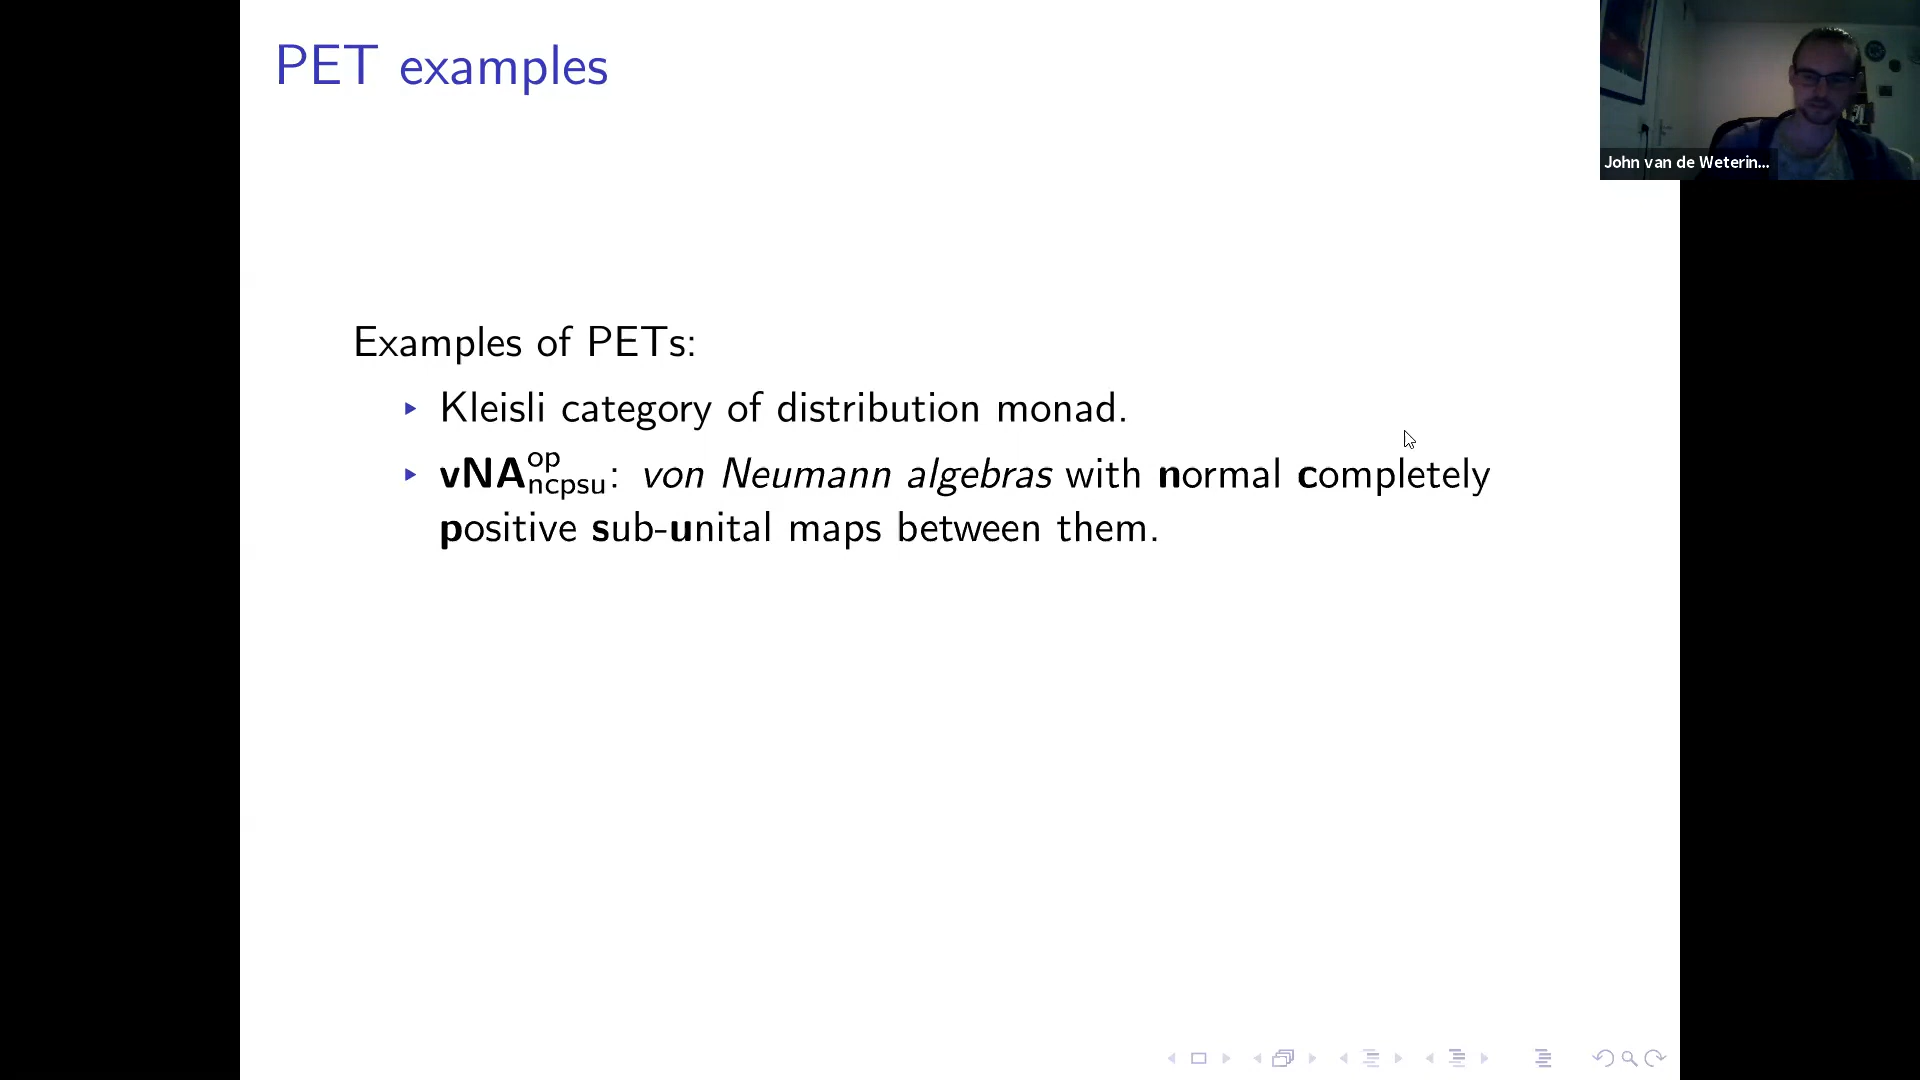 PET examples
John van de Weterin...
Examples of PETs:
▸ Kleisli category of distribution monad.
▸ vNA^op_ncpsu: von Neumann algebras with normal completely
positive sub-unital maps between them.